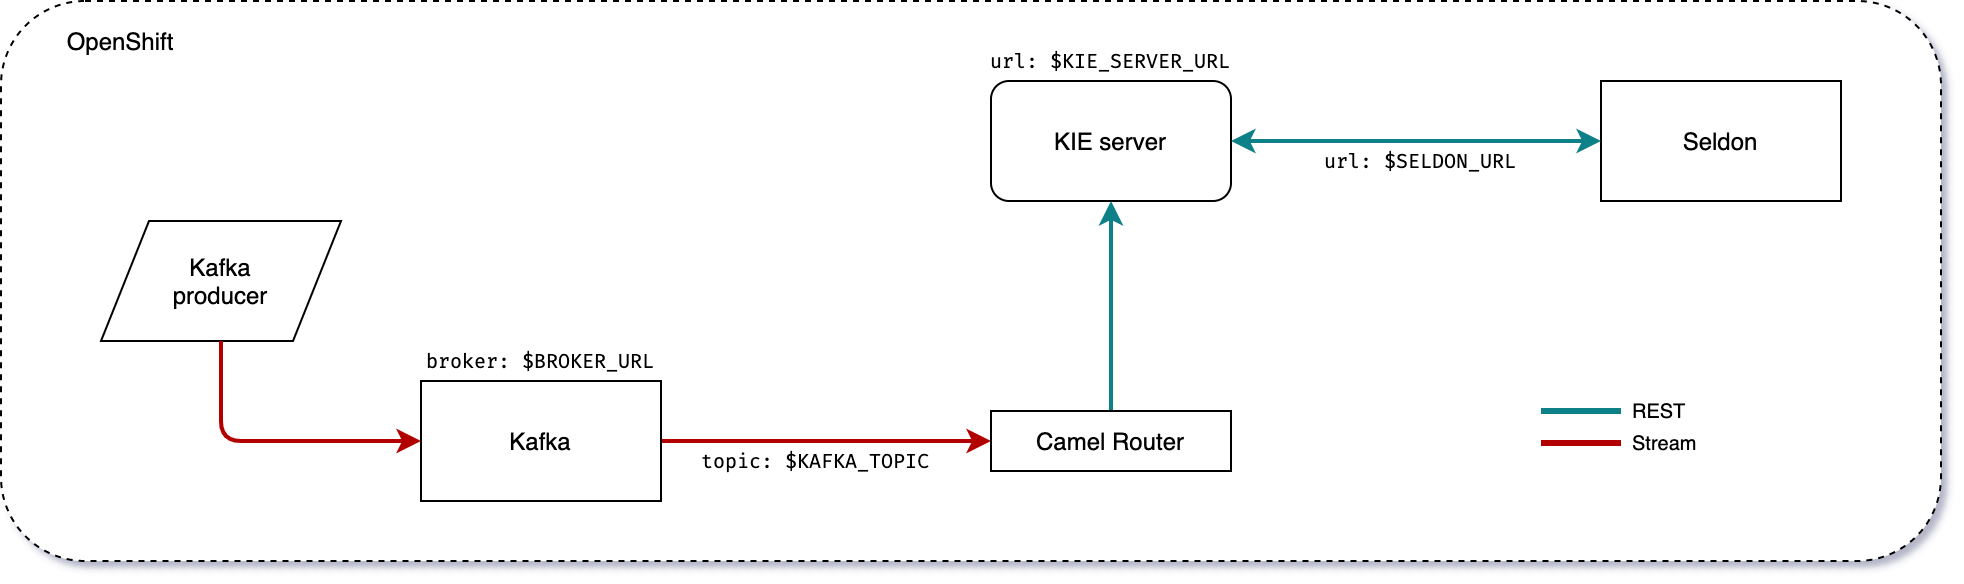 OpenShift
url: $KIE_SERVER_URL
KIE server
Seldon
url: $SELDON_URL
Kafka
producer
broker: $BROKER_URL
Kafka
topic: $KAFKA_TOPIC
Camel Router
REST
Stream